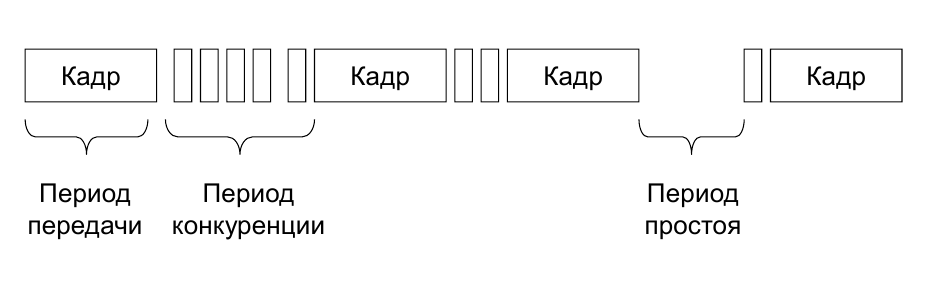 Кадр
Кадр
Кадр
Кадр
Период
передачи
Период
конкуренции
Период
простоя